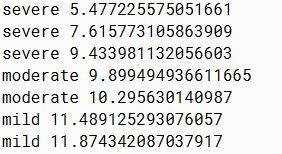 severe 5.477225575051661
severe 7.615773105863909
severe 9.433981132056603
moderate 9.899494936611665
moderate 10.295630140987
mild 11.489125293076057
mild 11.874342087037917